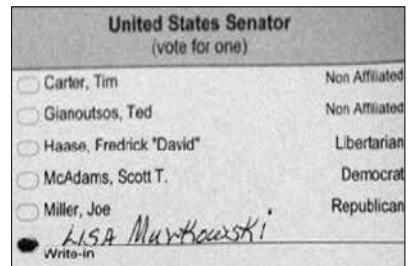 United States Senator
(vote for one)
Carter, Tim Non Affiliated
Gianoutsos, Ted Non Affiliated
Haase, Fredrick "David" Libertarian
McAdams, Scott T. Democrat
Miller, Joe Republican
LISA Murkowski
Write-in